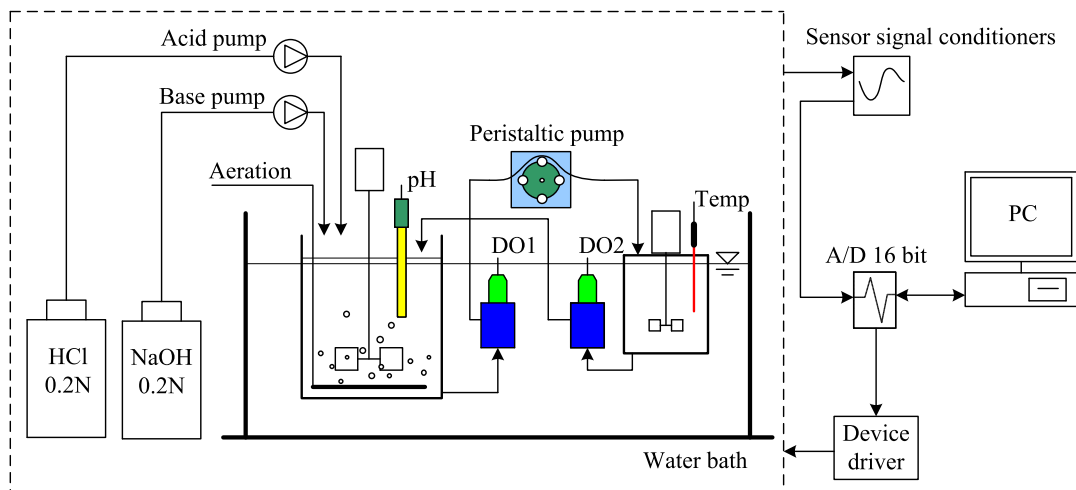 Acid pump
Sensor signal conditioners
Base pump
Peristaltic pump
Aeration
pH
Temp
PC
DO1
DO2
A/D 16 bit
HCl
0.2N
NaOH
0.2N
Device
driver
Water bath